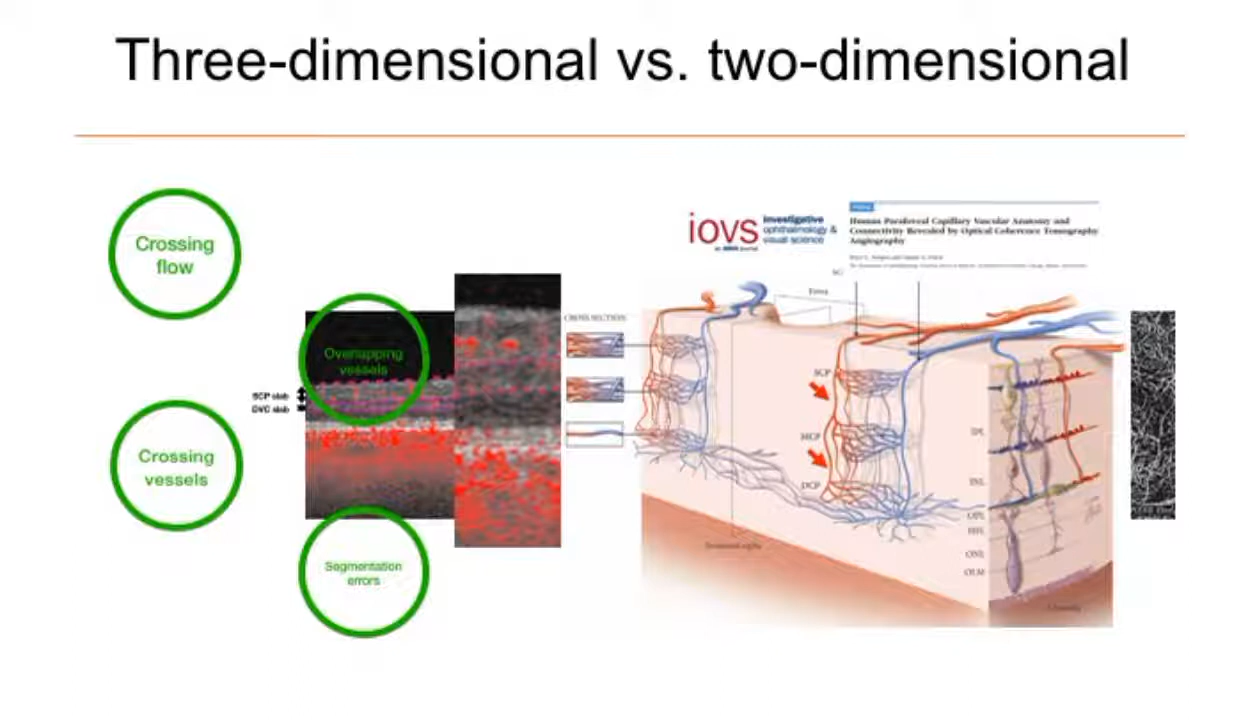 Three-dimensional vs. two-dimensional
Crossing
flow
Overlapping
vessels
Crossing
vessels
Segmentation
errors
SCP slab
DVC slab
iovs
Investigative
ophthalmology &
visual science
Human Parafoveal Capillary Vascular Anatomy and
Connectivity Revealed by Optical Coherence Tomography
Angiography
CROSS SECTION
Fovea
SCP
MCP
DCP
IPL
INL
OPL
ONL
OLM